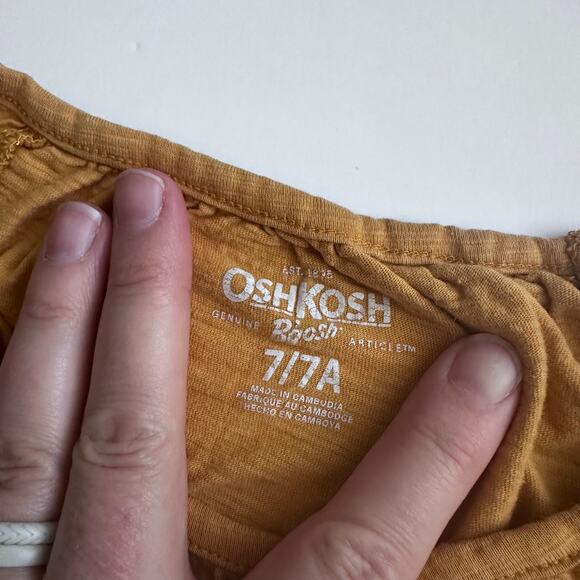 EST. 1895
OSHKOSH
GENUINE B'gosh ARTICLE™
7/7A
MADE IN CAMBODIA
FABRIQUE AU CAMBODGE
HECHO EN CAMBOYA